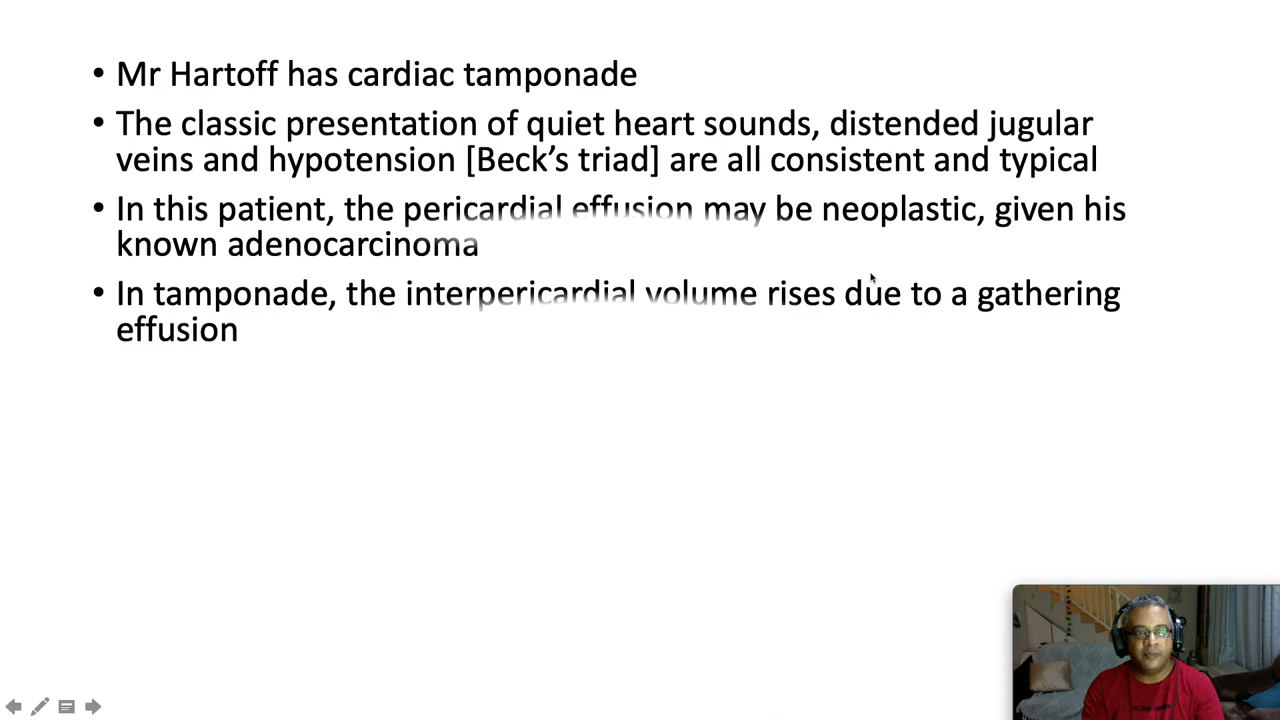 • Mr Hartoff has cardiac tamponade
• The classic presentation of quiet heart sounds, distended jugular
veins and hypotension [Beck's triad] are all consistent and typical
• In this patient, the pericardial effusion may be neoplastic, given his
known adenocarcinoma
• In tamponade, the interpericardial volume rises due to a gathering
effusion